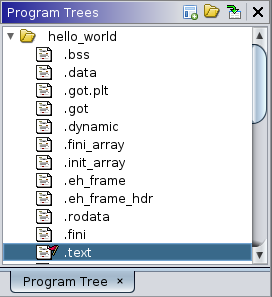 Program Trees
hello_world
.bss
.data
.got.plt
.got
.dynamic
.fini_array
.init_array
.eh_frame
.eh_frame_hdr
.rodata
.fini
.text
Program Tree ×